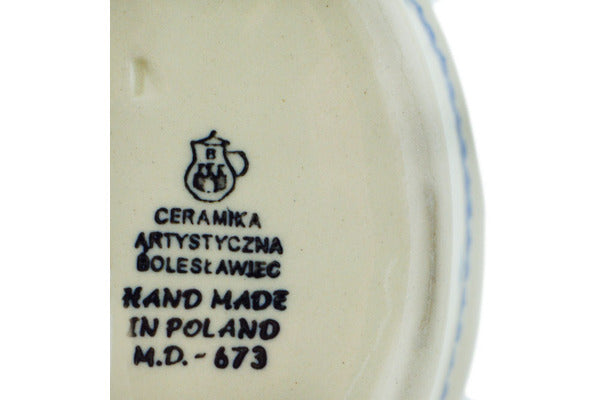 B
CERAMIKA
ARTYSTYCZNA
BOLESŁAWIEC
HAND MADE
IN POLAND
M.D. - 673